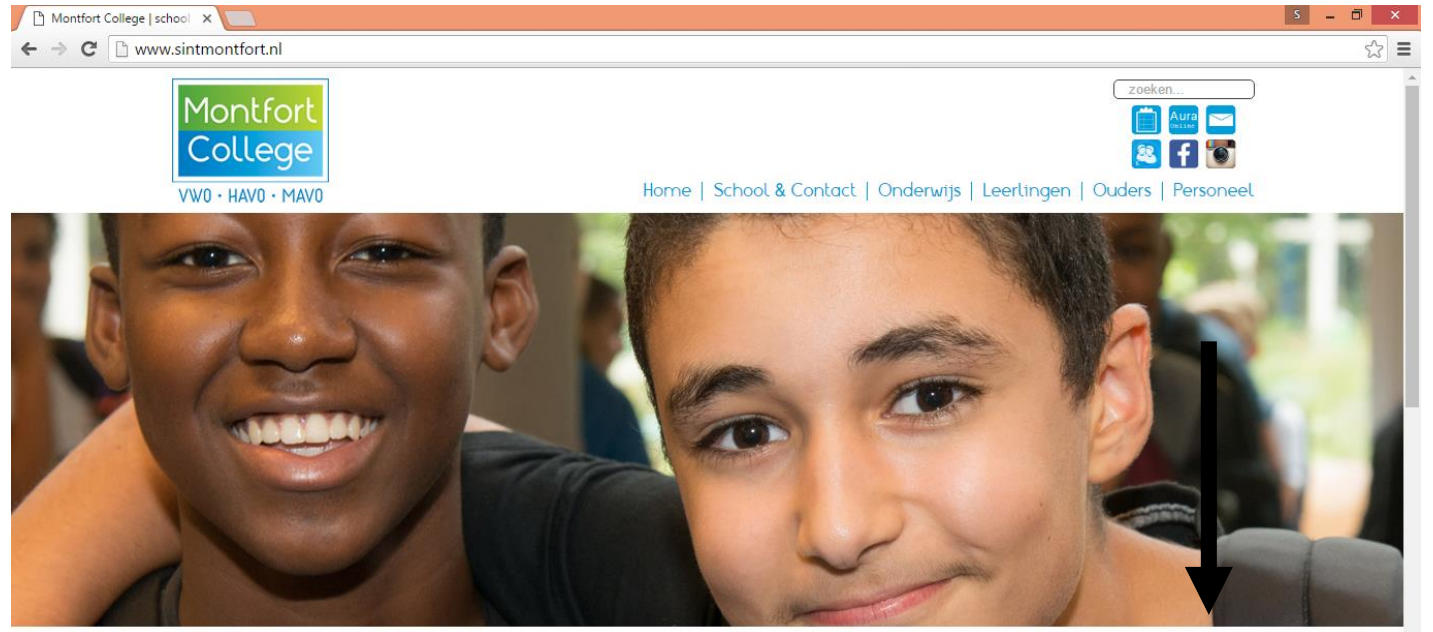 Montfort College | school
S
www.sintmontfort.nl
Montfort
College
VWO · HAVO · MAVO
zoeken...
Aura
Online
Home | School & Contact | Onderwijs | Leerlingen | Ouders | Personeel